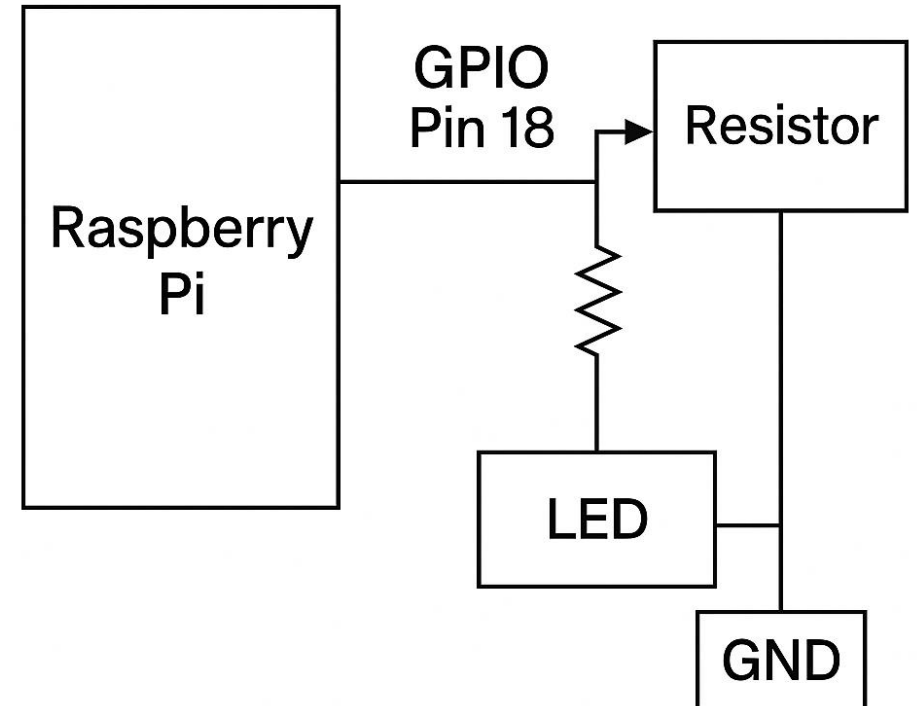 GPIO
Pin 18
Resistor
Raspberry
Pi
LED
GND